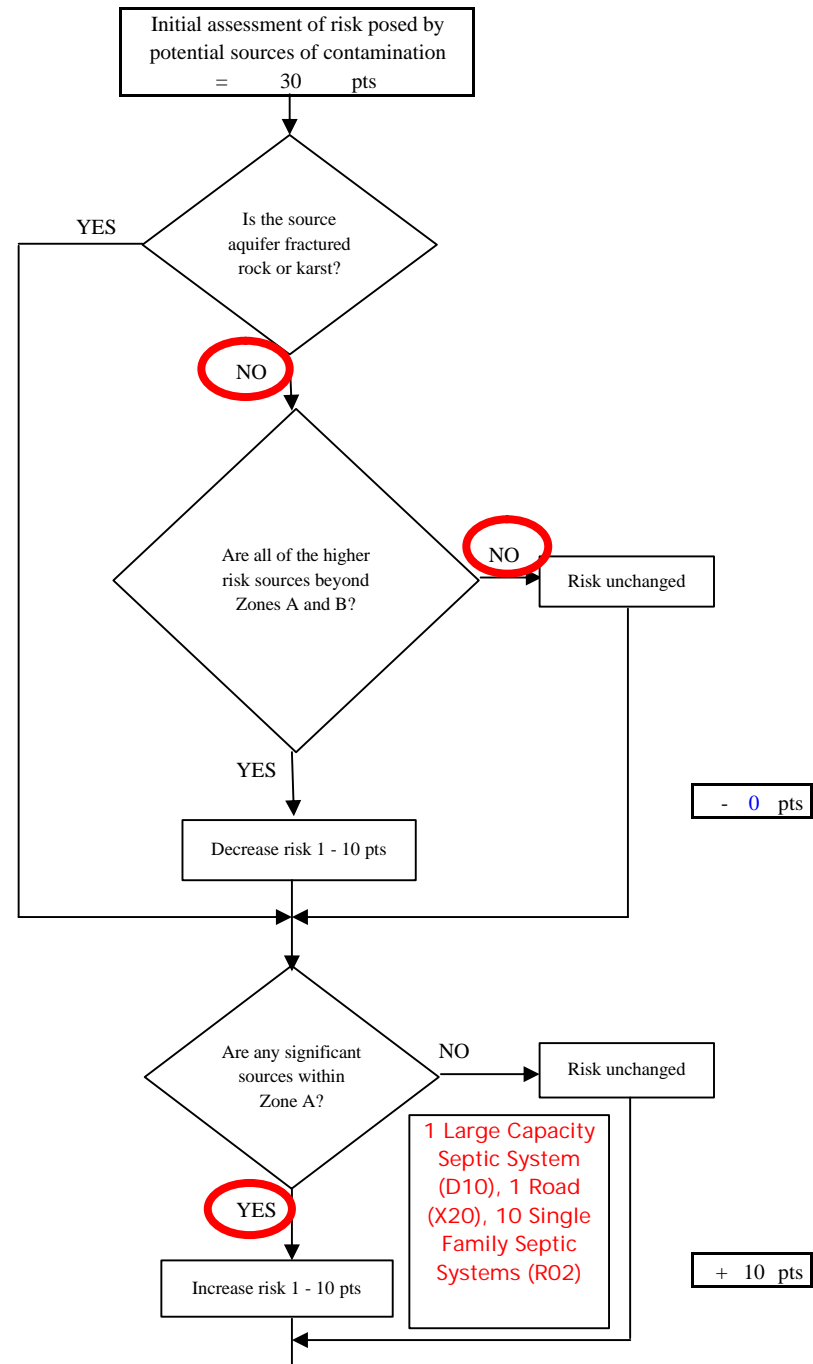 Initial assessment of risk posed by
potential sources of contamination
= 30 pts
YES
Is the source
aquifer fractured
rock or karst?
NO
Are all of the higher
risk sources beyond
Zones A and B?
NO
Risk unchanged
YES
- 0 pts
Decrease risk 1 - 10 pts
Are any significant
sources within
Zone A?
NO
Risk unchanged
1 Large Capacity
Septic System
(D10), 1 Road
(X20), 10 Single
Family Septic
Systems (R02)
YES
+ 10 pts
Increase risk 1 - 10 pts